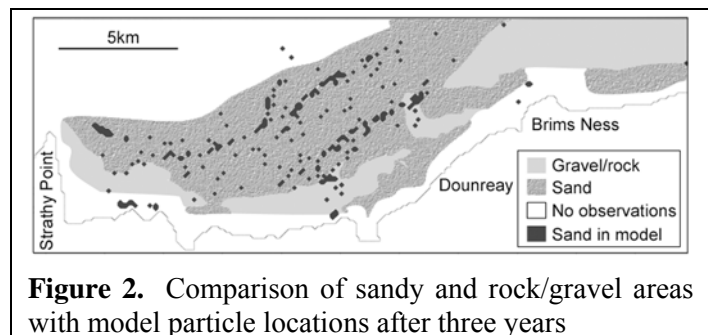 5km
Strathy Point
Brims Ness
Dounreay
Gravel/rock
Sand
No observations
Sand in model
Figure 2. Comparison of sandy and rock/gravel areas
with model particle locations after three years